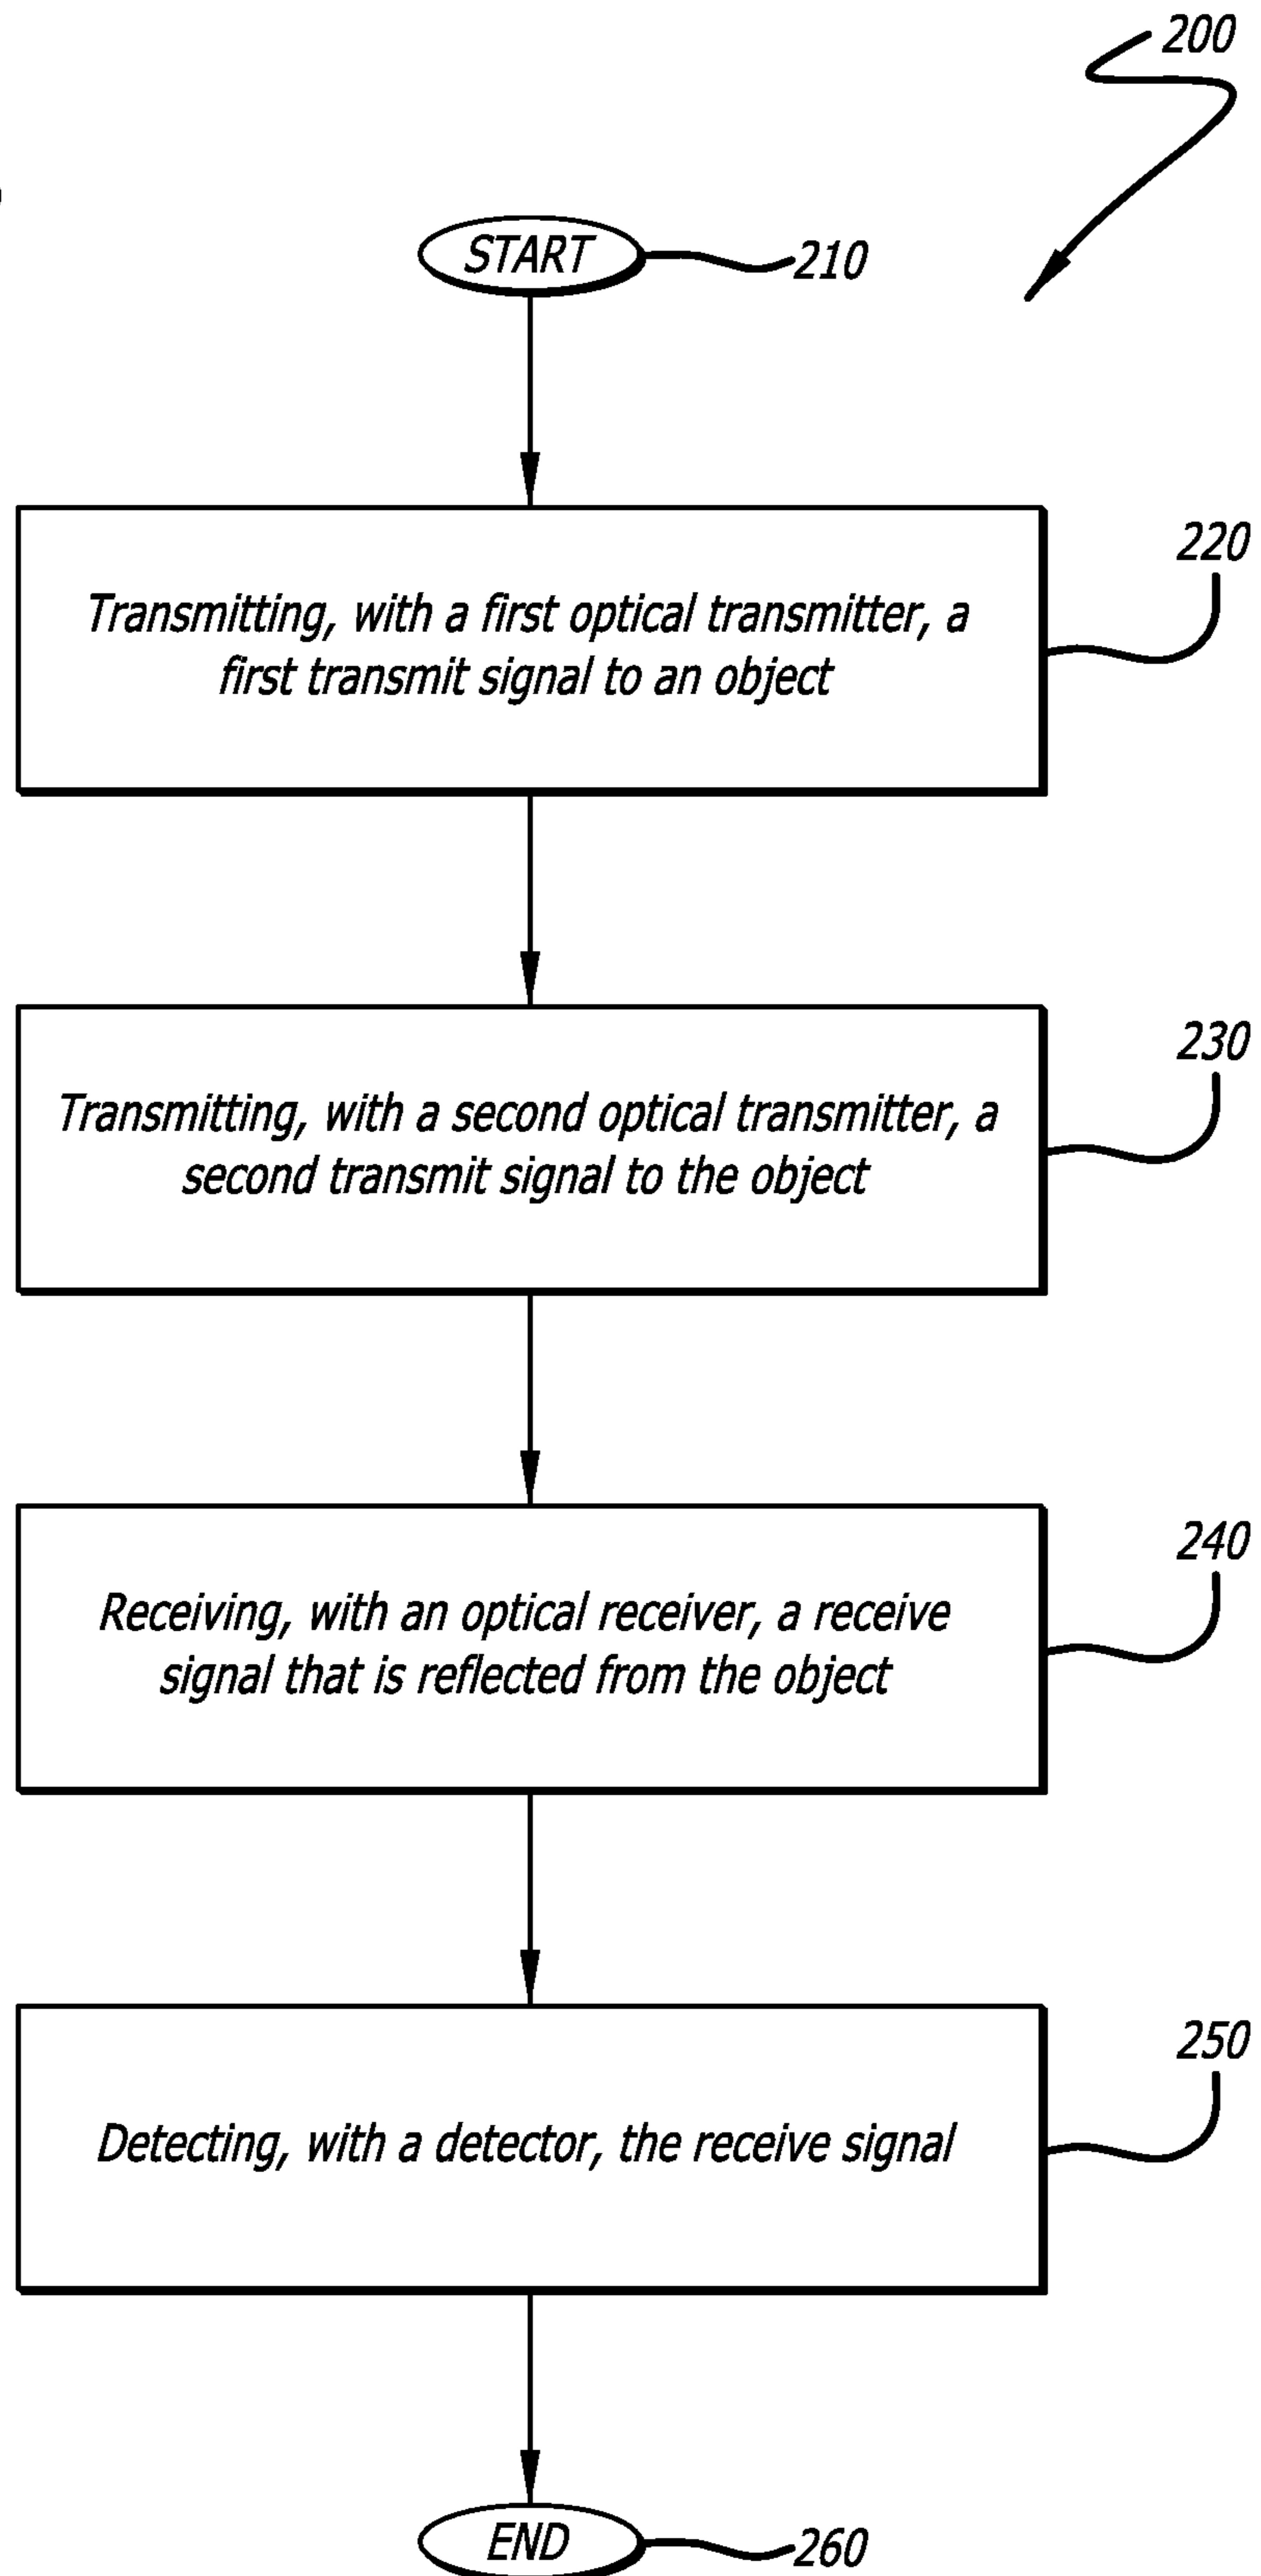 200
START
210
220
Transmitting, with a first optical transmitter, a
first transmit signal to an object
230
Transmitting, with a second optical transmitter, a
second transmit signal to the object
240
Receiving, with an optical receiver, a receive
signal that is reflected from the object
250
Detecting, with a detector, the receive signal
END
260